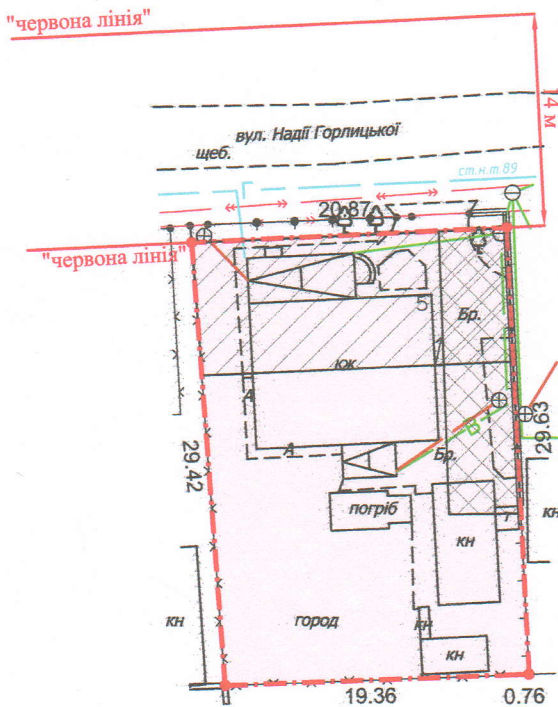 "червона лінія"
14 м
вул. Надії Горлицької
щеб.
ст.н.т.89
20.87
"червона лінія"
Бр.
5
1
юк
А
А
В
Бр.
29.42
29.63
погріб
кн
т
кн
кн
город
кн
кн
19.36
0.76